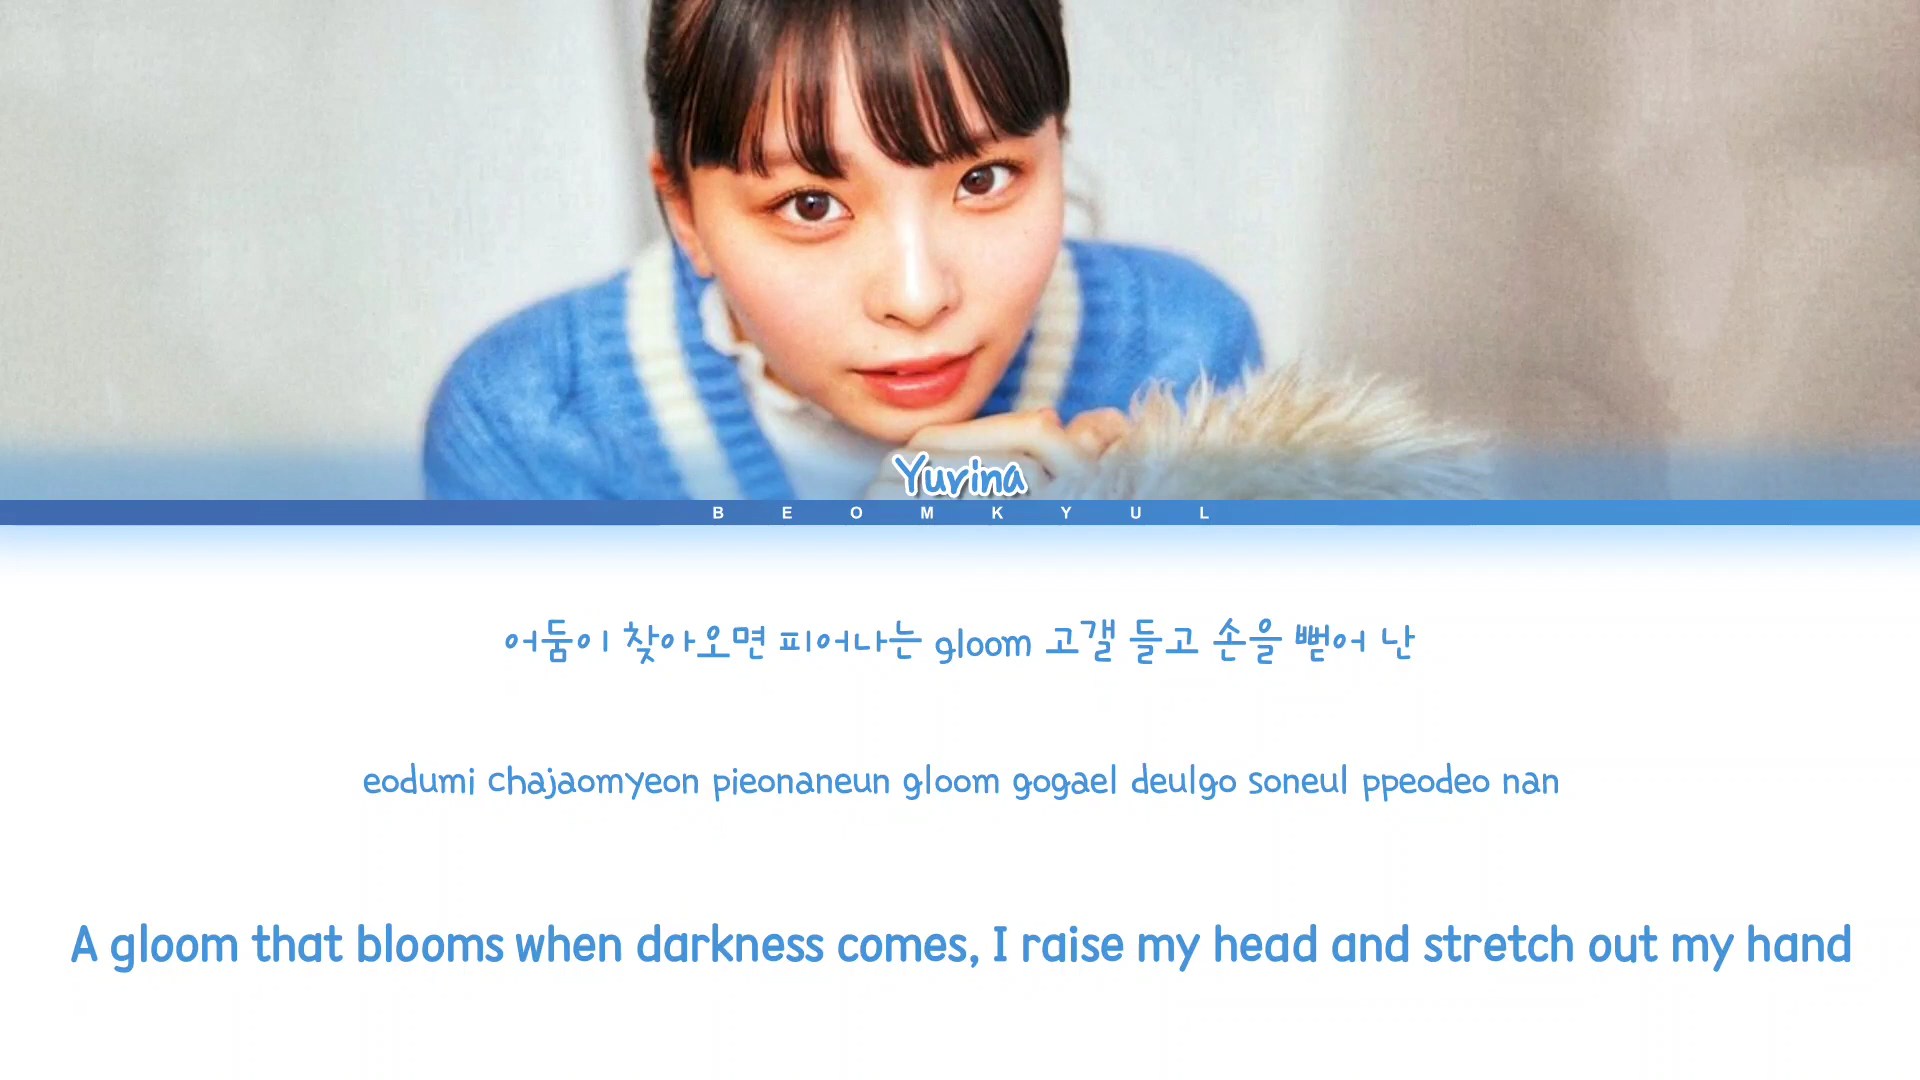 Yurina
BEOMKYUL
어둠이 찾아오면 피어나는 gloom 고갤 들고 손을 뻗어 난
eodumi chajaomyeon pieonaneun gloom gogael deulgo soneul ppeodeo nan
A gloom that blooms when darkness comes, I raise my head and stretch out my hand